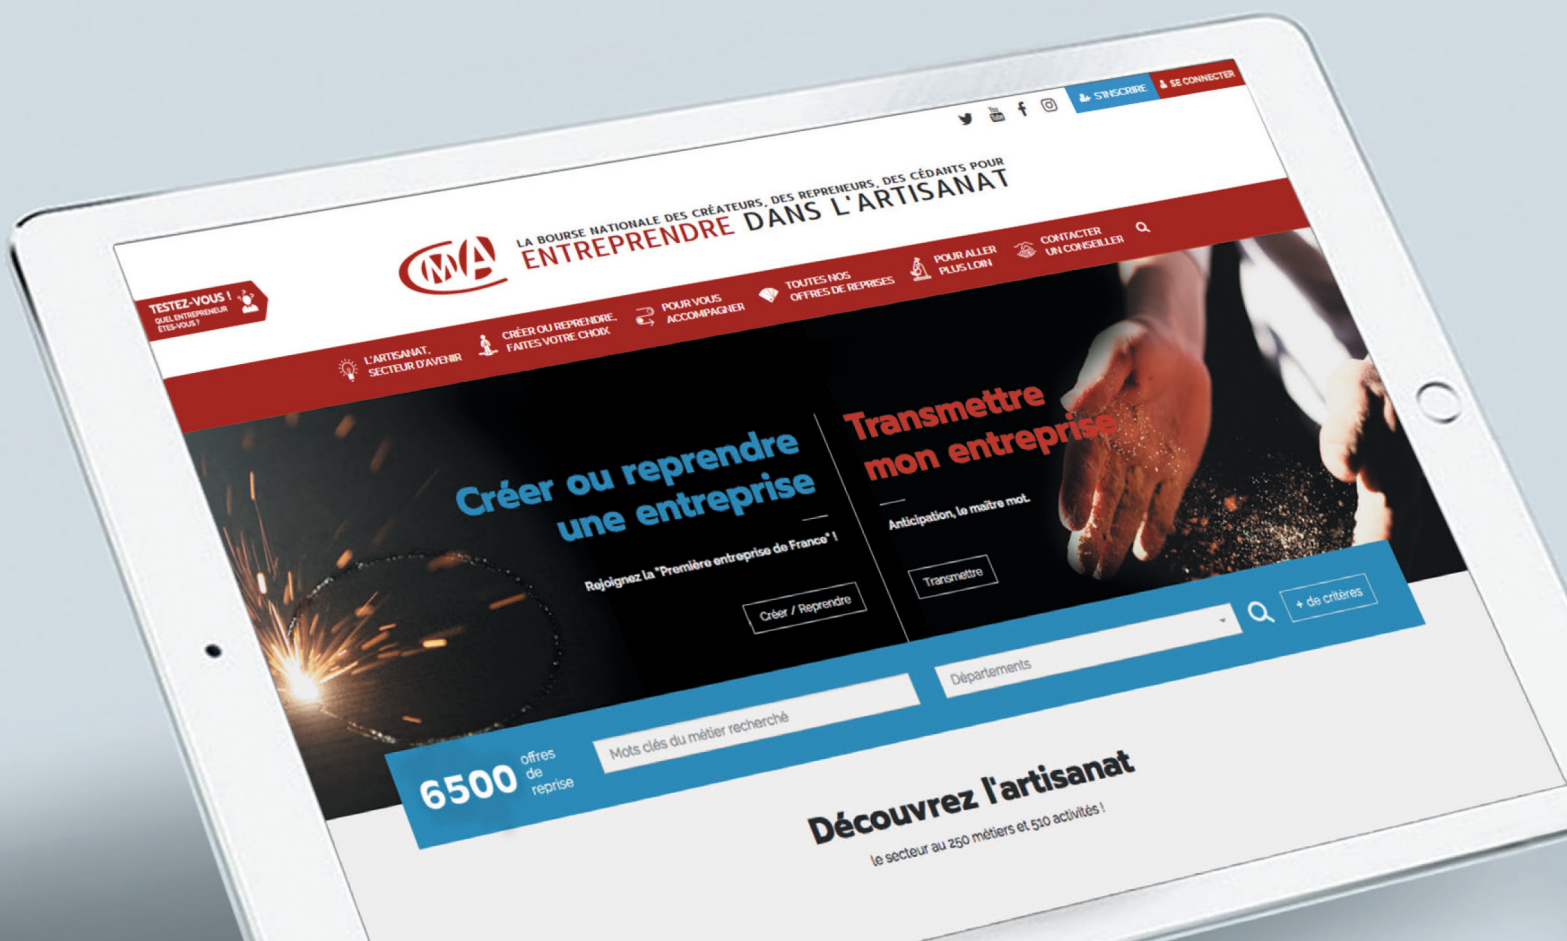 S'INSCRIRE
SE CONNECTER
LA BOURSE NATIONALE DES CRÉATEURS, DES REPRENEURS, DES CÉDANTS POUR
ENTREPRENDRE DANS L'ARTISANAT
CMA
TESTEZ-VOUS !
QUEL ENTREPRENEUR
ÊTES-VOUS ?
L'ARTISANAT,
SECTEUR D'AVENIR
CRÉER OU REPRENDRE,
FAITES VOTRE CHOIX
POUR VOUS
ACCOMPAGNER
TOUTES NOS
OFFRES DE REPRISES
POUR ALLER
PLUS LOIN
CONTACTER
UN CONSEILLER
Créer ou reprendre
une entreprise
Rejoignez la "Première entreprise de France" !
Créer / Reprendre
Transmettre
mon entreprise
Anticipation, le maître mot.
Transmettre
6500
offres
de
reprise
Mots clés du métier recherché
Départements
+ de critères
Découvrez l'artisanat
le secteur au 250 métiers et 510 activités !